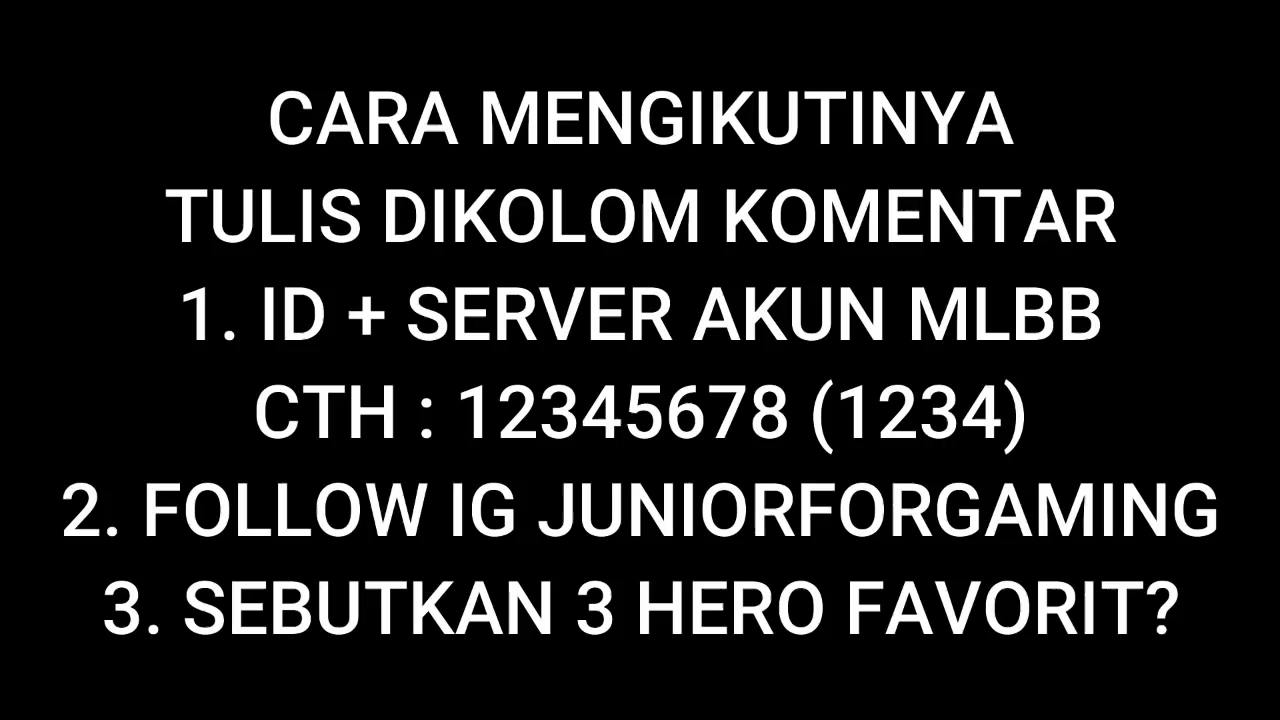 CARA MENGIKUTINYA
TULIS DIKOLOM KOMENTAR
1. ID + SERVER AKUN MLBB
CTH : 12345678 (1234)
2. FOLLOW IG JUNIORFORGAMING
3. SEBUTKAN 3 HERO FAVORIT?